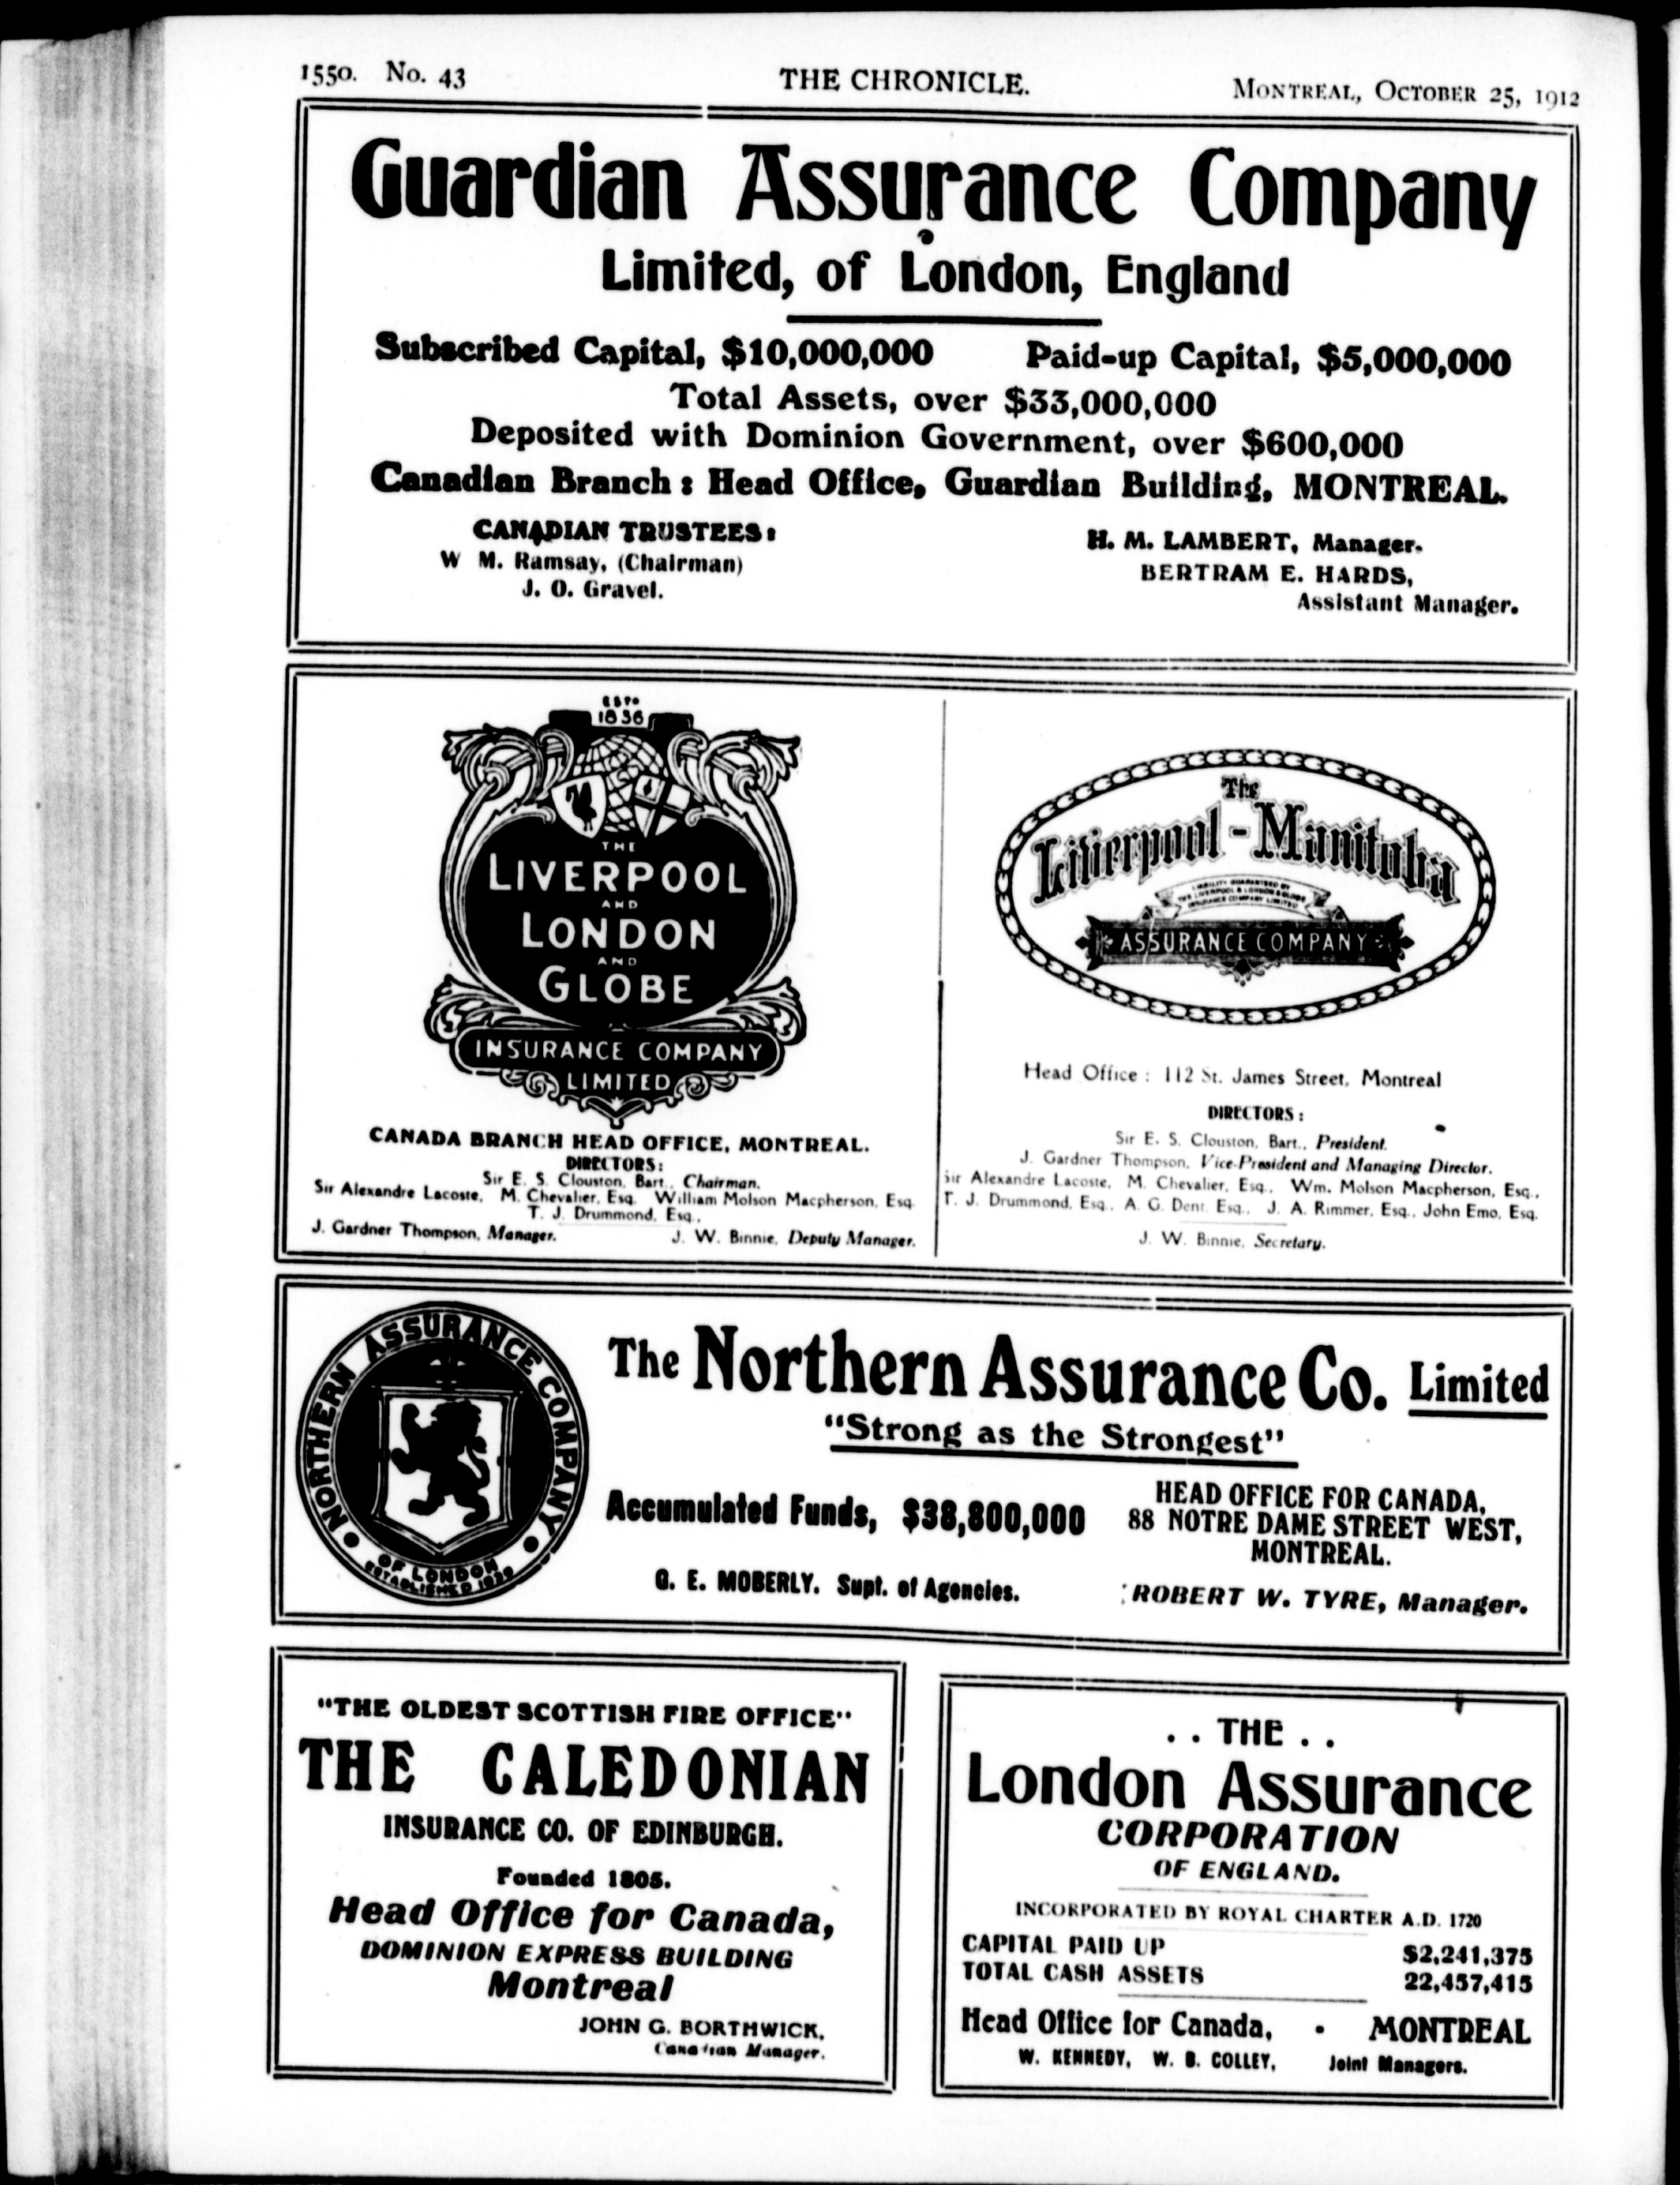 1550. No. 43 THE CHRONICLE. MONTREAL, OCTOBER 25, 1912
Guardian Assurance Company
Limited, of London, England
Subscribed Capital, $10,000,000 Paid-up Capital, $5,000,000
Total Assets, over $33,000,000
Deposited with Dominion Government, over $600,000
Canadian Branch : Head Office, Guardian Building, MONTREAL.
CANADIAN TRUSTEES:
W M. Ramsay, (Chairman)
J. O. Gravel.
H. M. LAMBERT, Manager.
BERTRAM E. HARDS,
Assistant Manager.
ESTD
1836
THE
LIVERPOOL
AND
LONDON
AND
GLOBE
INSURANCE COMPANY
LIMITED
CANADA BRANCH HEAD OFFICE, MONTREAL.
DIRECTORS:
Sir E. S. Clouston, Bart., Chairman.
Sir Alexandre Lacoste, M. Chevalier, Esq. William Molson Macpherson, Esq.
T. J. Drummond, Esq.,
J. Gardner Thompson, Manager. J. W. Binnie, Deputy Manager.
The
Liverpool-Manitoba
LIABILITY GUARANTEED BY
THE LIVERPOOL & LONDON & GLOBE
INSURANCE COMPANY LIMITED
ASSURANCE COMPANY
Head Office : 112 St. James Street, Montreal
DIRECTORS :
Sir E. S. Clouston, Bart., President.
J. Gardner Thompson, Vice-President and Managing Director.
Sir Alexandre Lacoste, M. Chevalier, Esq., Wm. Molson Macpherson, Esq.,
T. J. Drummond, Esq., A. G. Dent, Esq., J. A. Rimmer, Esq., John Emo, Esq.
J. W. Binnie, Secretary.
NORTHERN ASSURANCE COMPANY
OF LONDON
ESTABLISHED 1836
The Northern Assurance Co. Limited
"Strong as the Strongest"
Accumulated Funds, $38,800,000
HEAD OFFICE FOR CANADA,
88 NOTRE DAME STREET WEST,
MONTREAL.
G. E. MOBERLY. Supt. of Agencies. ROBERT W. TYRE, Manager.
"THE OLDEST SCOTTISH FIRE OFFICE"
THE CALEDONIAN
INSURANCE CO. OF EDINBURGH.
Founded 1805.
Head Office for Canada,
DOMINION EXPRESS BUILDING
Montreal
JOHN G. BORTHWICK,
Canadian Manager.
. . THE . .
London Assurance
CORPORATION
OF ENGLAND.
INCORPORATED BY ROYAL CHARTER A.D. 1720
CAPITAL PAID UP $2,241,375
TOTAL CASH ASSETS 22,457,415
Head Office for Canada, - MONTREAL
W. KENNEDY, W. B. COLLEY, Joint Managers.